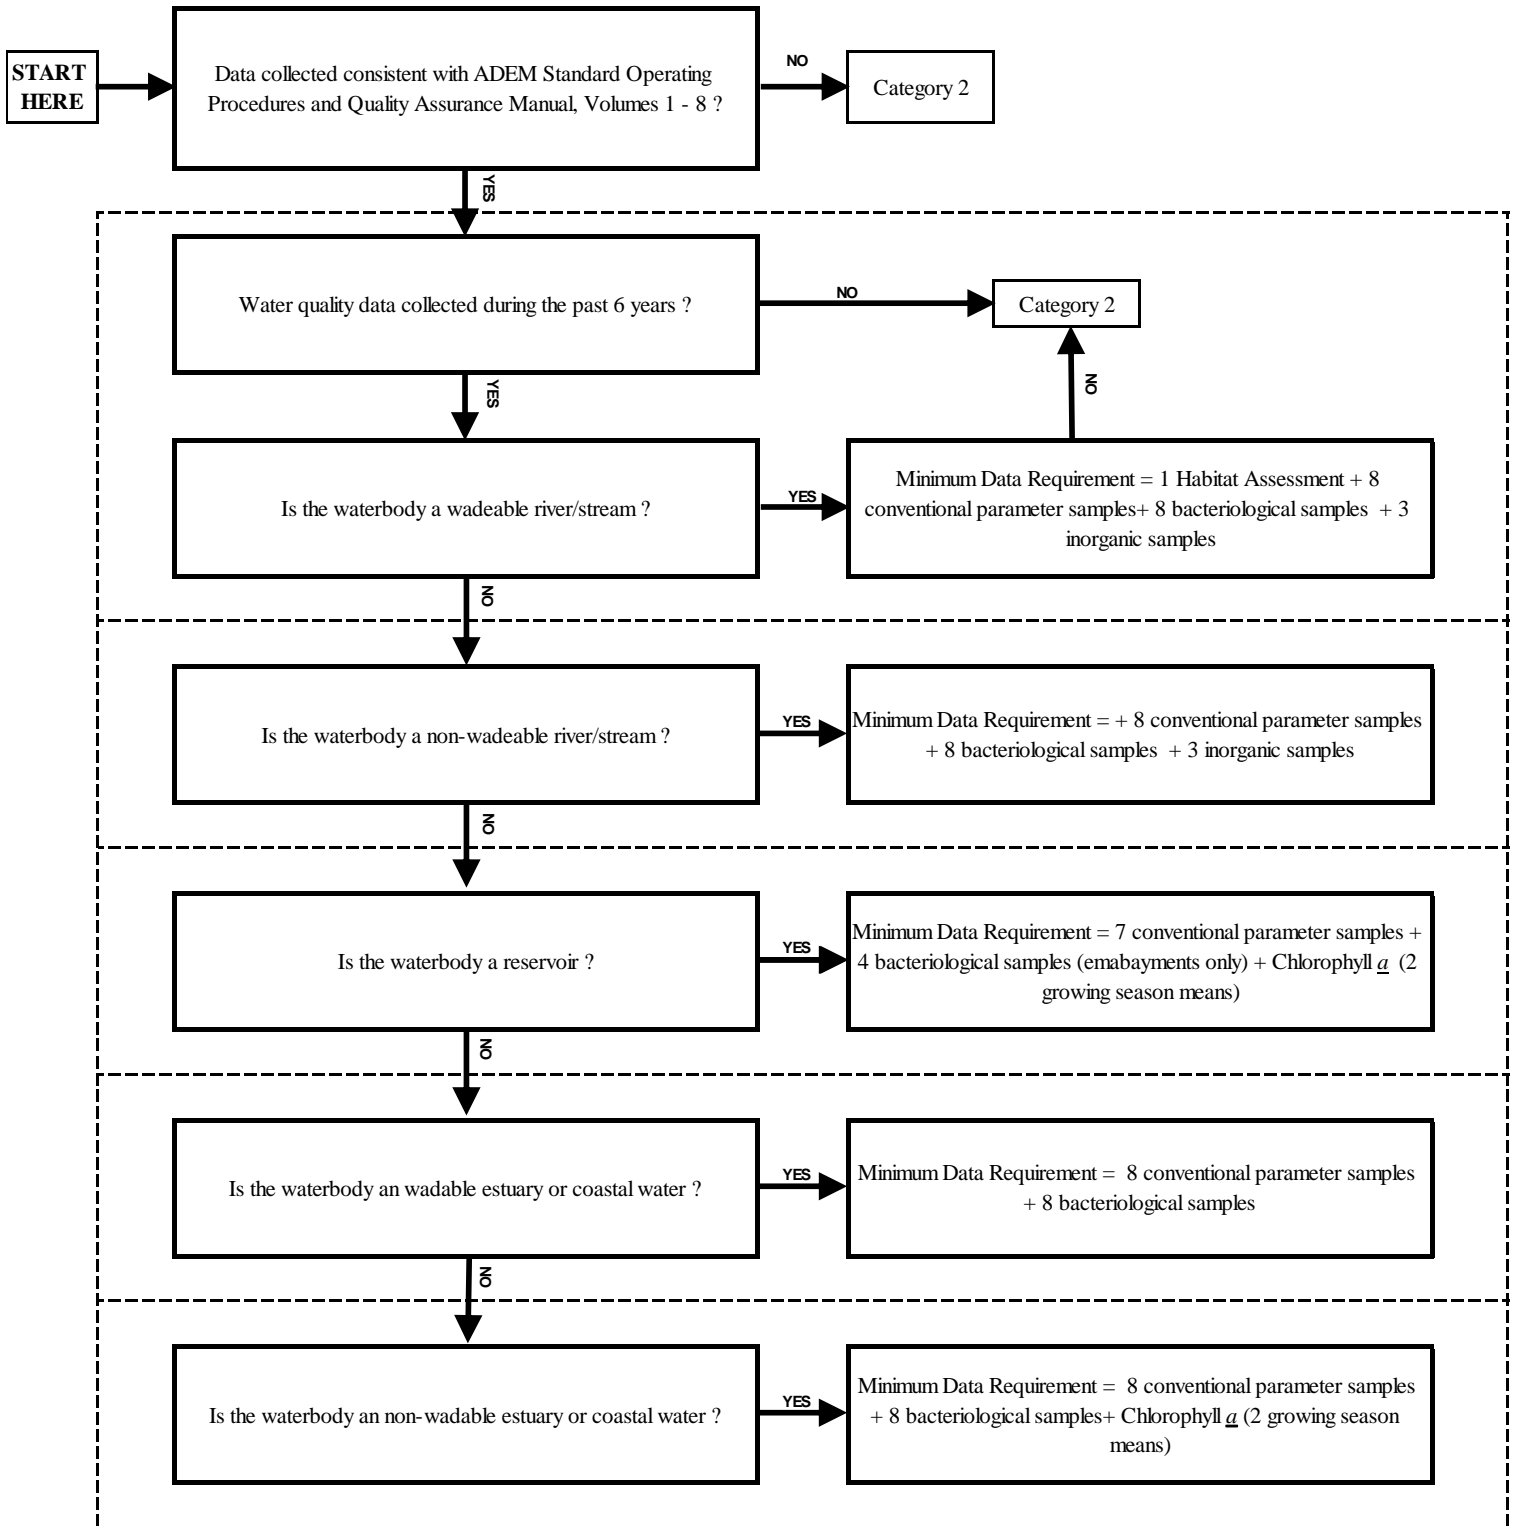 START
HERE
Data collected consistent with ADEM Standard Operating
Procedures and Quality Assurance Manual, Volumes 1 - 8 ?
NO
Category 2
YES
Water quality data collected during the past 6 years ?
NO
Category 2
YES
NO
Is the waterbody a wadeable river/stream ?
YES
Minimum Data Requirement = 1 Habitat Assessment + 8
conventional parameter samples+ 8 bacteriological samples + 3
inorganic samples
NO
Is the waterbody a non-wadeable river/stream ?
YES
Minimum Data Requirement = + 8 conventional parameter samples
+ 8 bacteriological samples + 3 inorganic samples
NO
Is the waterbody a reservoir ?
YES
Minimum Data Requirement = 7 conventional parameter samples +
4 bacteriological samples (emabayments only) + Chlorophyll a (2
growing season means)
NO
Is the waterbody an wadable estuary or coastal water ?
YES
Minimum Data Requirement = 8 conventional parameter samples
+ 8 bacteriological samples
NO
Is the waterbody an non-wadable estuary or coastal water ?
YES
Minimum Data Requirement = 8 conventional parameter samples
+ 8 bacteriological samples+ Chlorophyll a (2 growing season
means)